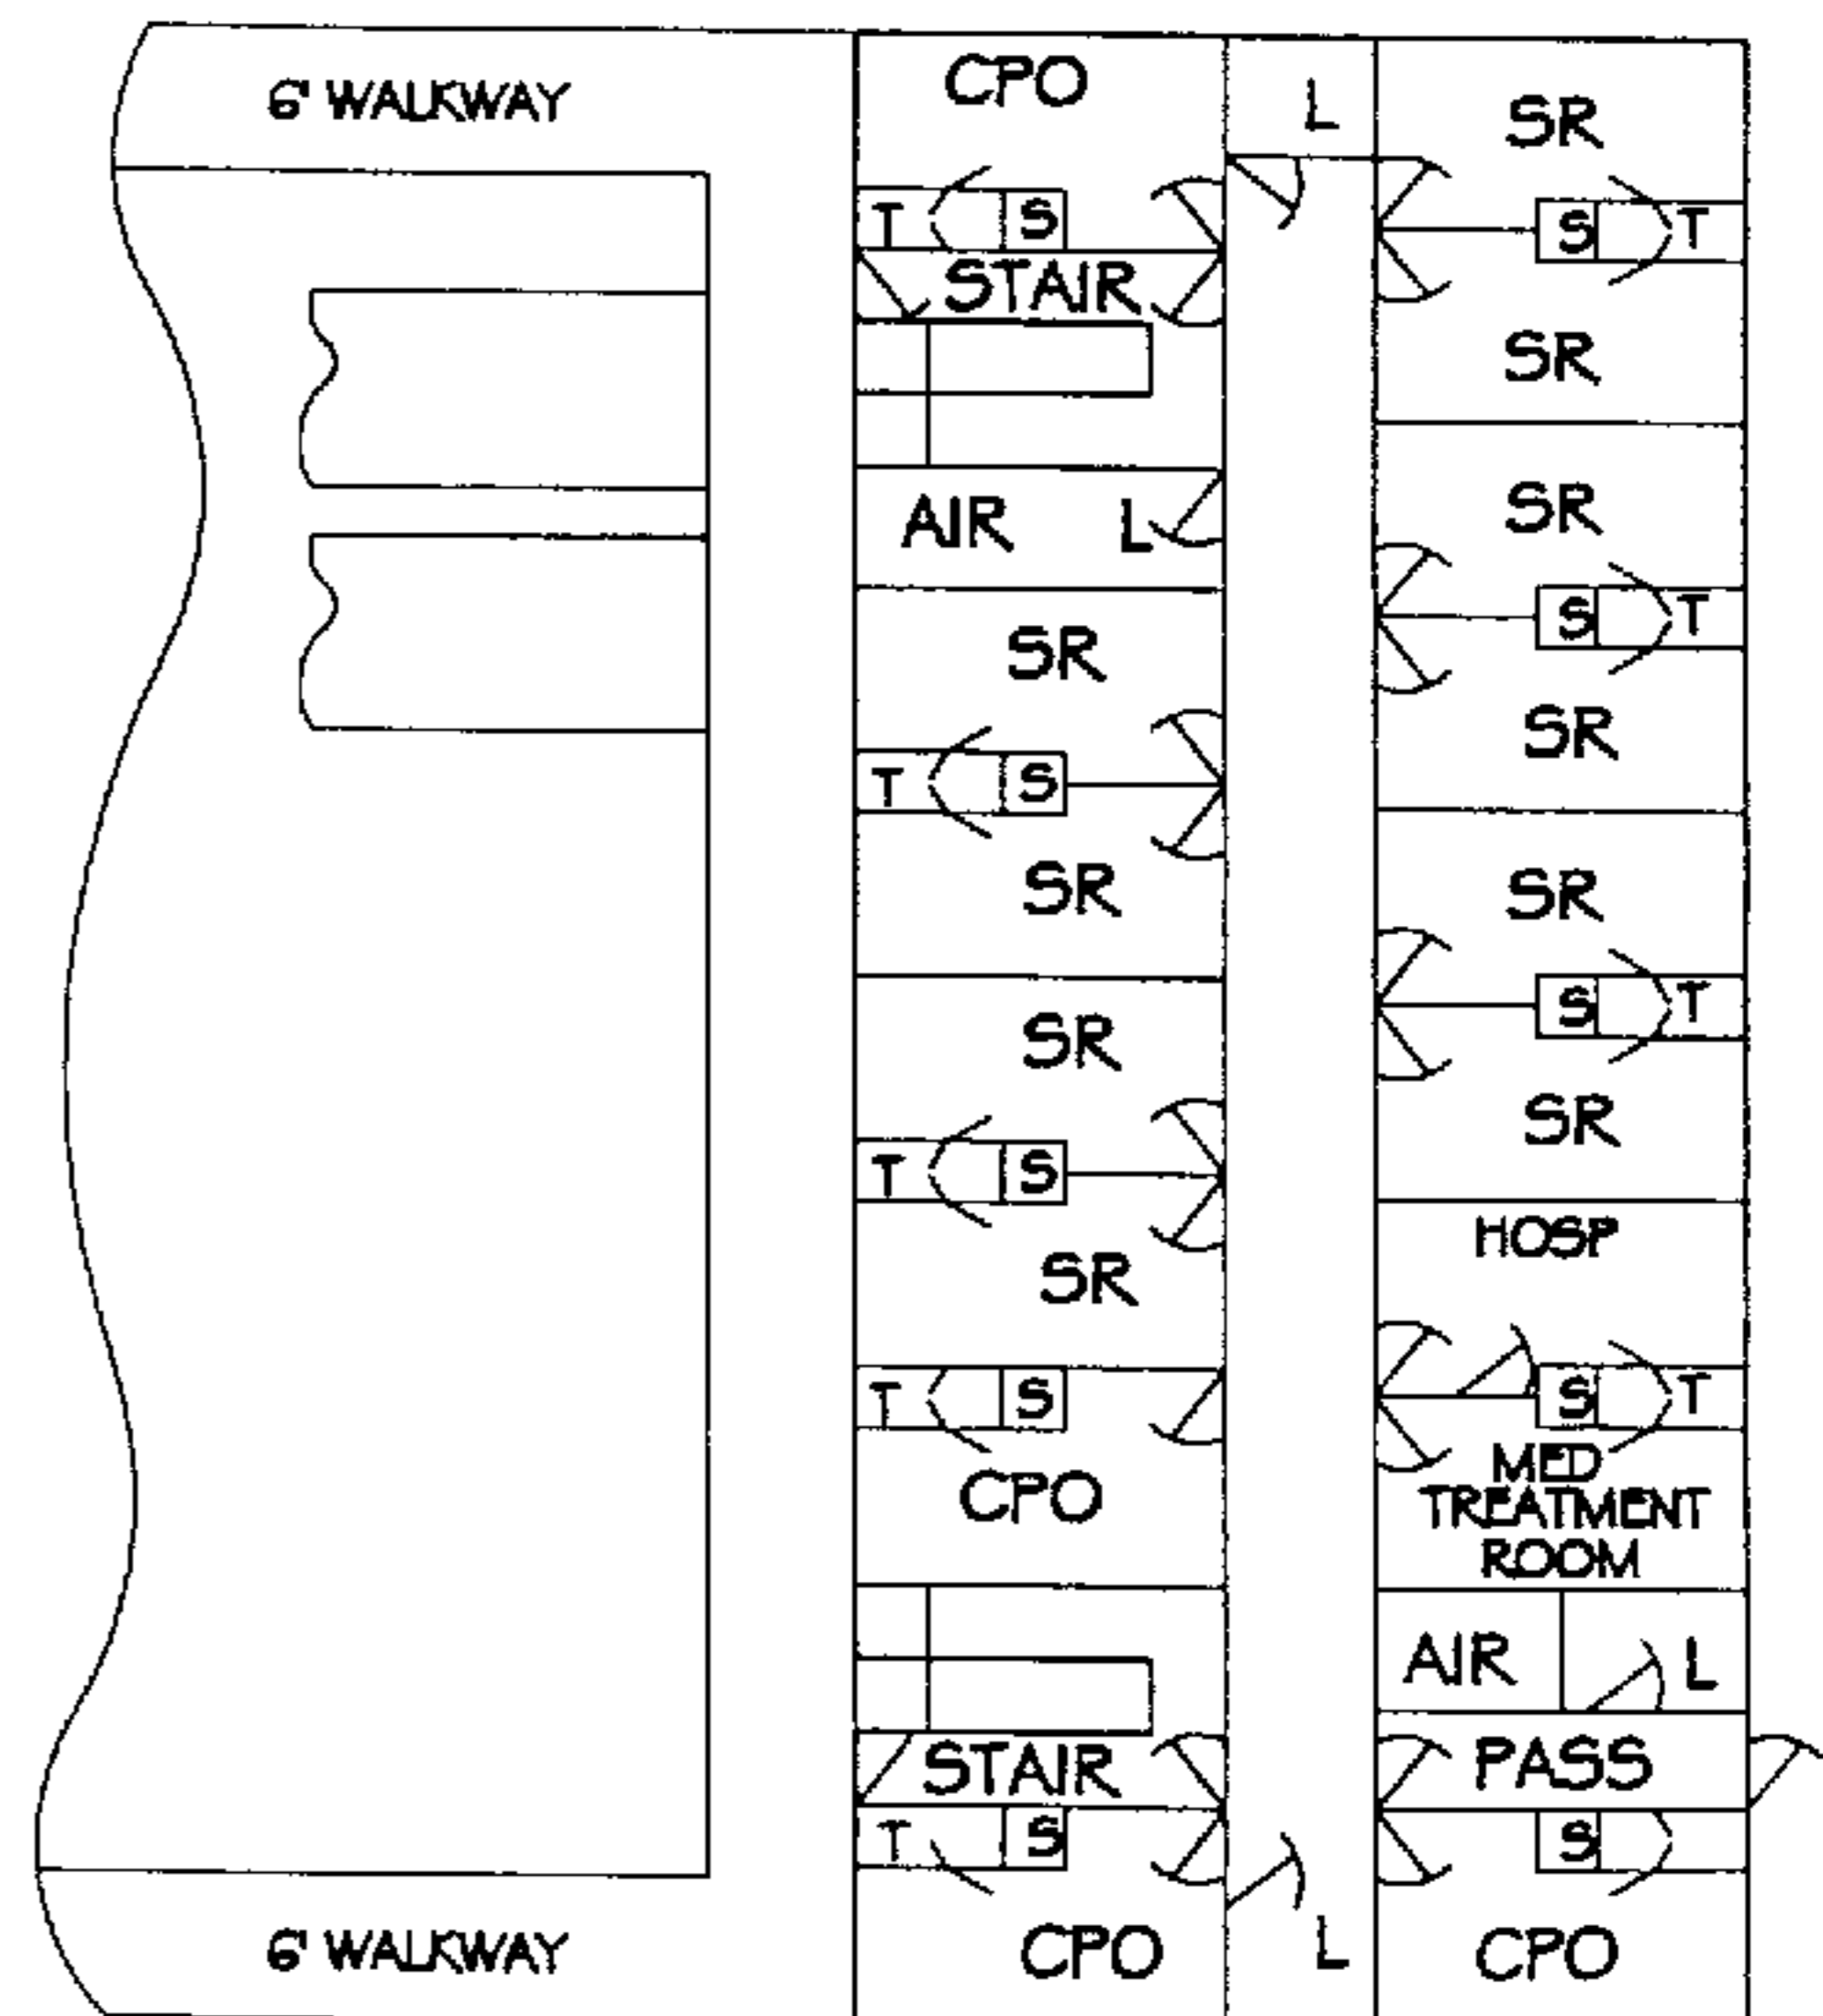 6' WALKWAY
CPO
L
SR
T S
S T
STAIR
SR
AIR L
SR
S T
SR
SR
T S
SR
SR
S T
SR
SR
T S
HOSP
SR
T S
S T
CPO
MED
TREATMENT
ROOM
AIR
L
STAIR
PASS
T S
S
6' WALKWAY
CPO
L
CPO